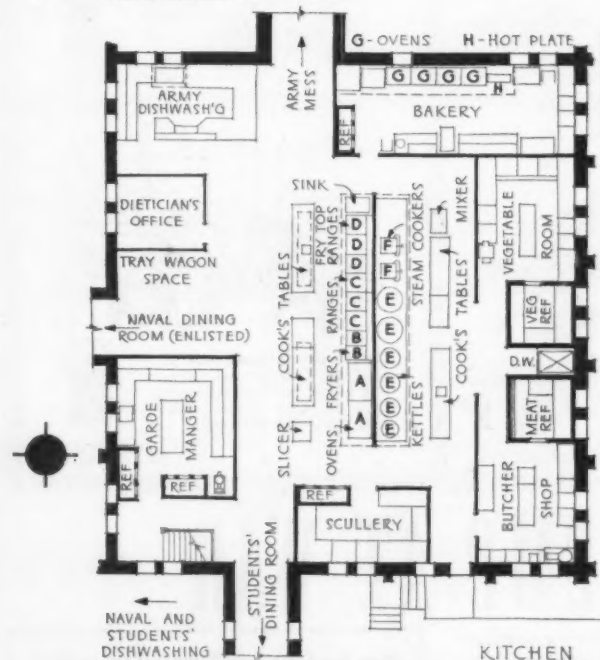 G-OVENS H-HOT PLATE
ARMY
MESS
ARMY
DISHWASH'G
G G G G
H
BAKERY
REF
DIETICIAN'S
OFFICE
TRAY WAGON
SPACE
NAVAL DINING
ROOM (ENLISTED)
SINK
FRY TOP
RANGES
RANGES
FRYERS
OVENS
COOK'S TABLES
SLICER
D
D
D
C
C
C
B
B
A
A
F
F
E
E
E
E
E
E
STEAM COOKERS
KETTLES
MIXER
COOK'S TABLES
VEGETABLE
ROOM
VEG
REF
D.W.
MEAT
REF
BUTCHER
SHOP
GARDE
MANGER
REF
REF
REF
SCULLERY
STUDENTS'
DINING ROOM
NAVAL AND
STUDENTS'
DISHWASHING
KITCHEN